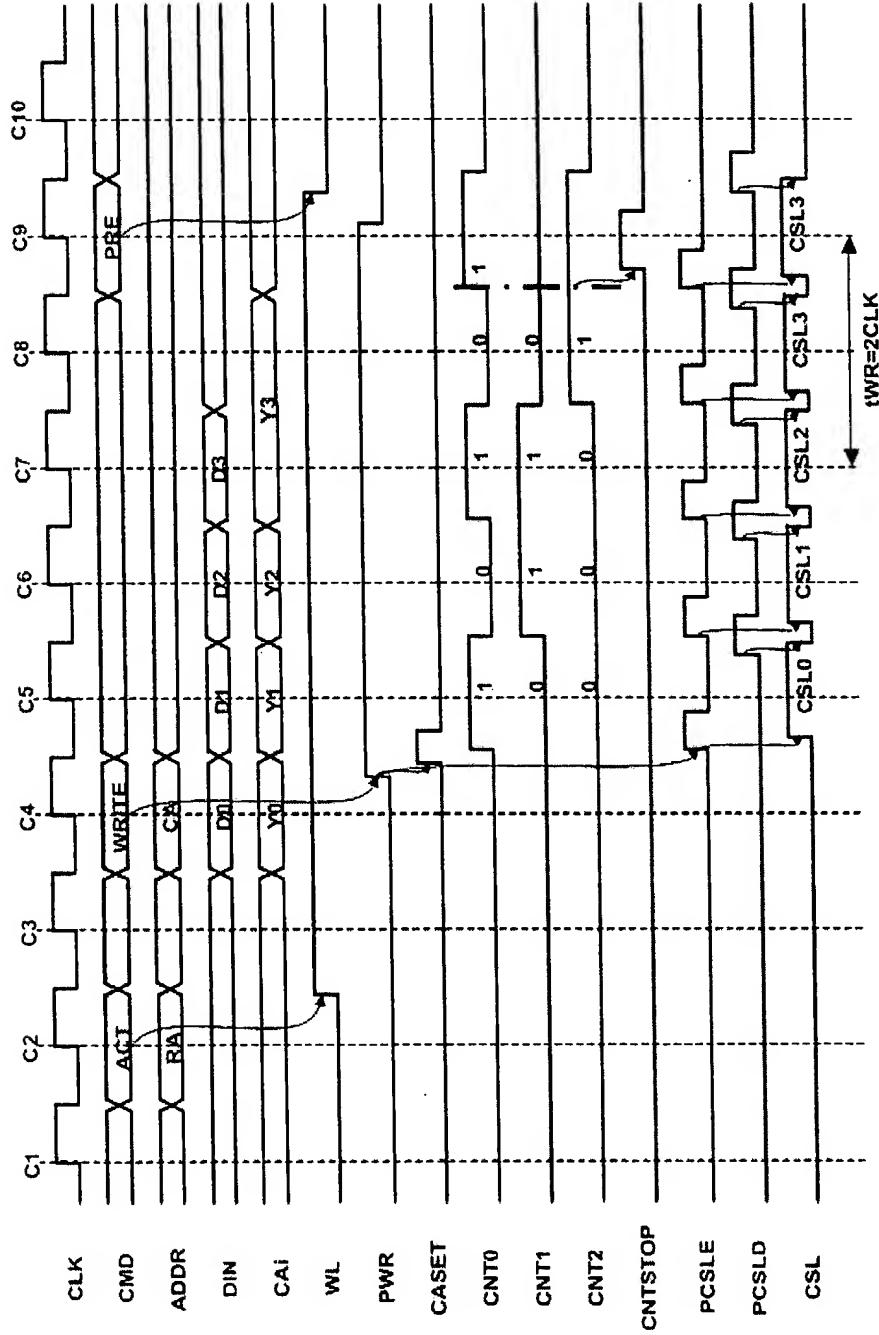 C1 C2 C3 C4 C5 C6 C7 C8 C9 C10
CLK
CMD ACT WRITE PRE
ADDR RA CA
DIN D0 D1 D2 D3
CAi Y0 Y1 Y2 Y3
WL
PWR
CASET
CNT0 1 0 1 0 1
CNT1 0 1 1 0
CNT2 0 0 0 1
CNTSTOP
PCSLE
PCSLD
CSL CSL0 CSL1 CSL2 CSL3 CSL3
tWR=2CLK